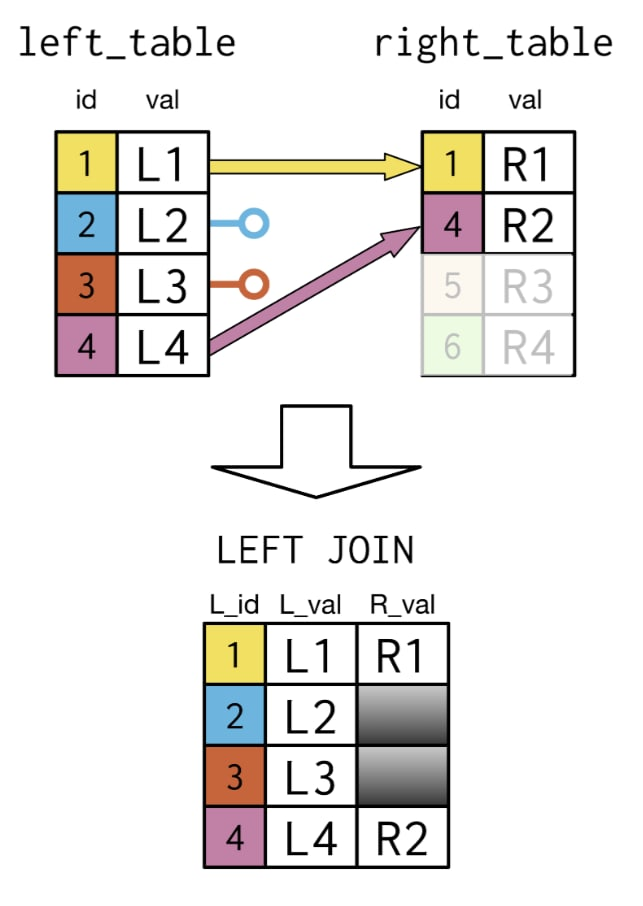 left_table right_table
id val id val
1 L1 1 R1
2 L2 4 R2
3 L3 5 R3
4 L4 6 R4
LEFT JOIN
L_id L_val R_val
1 L1 R1
2 L2
3 L3
4 L4 R2